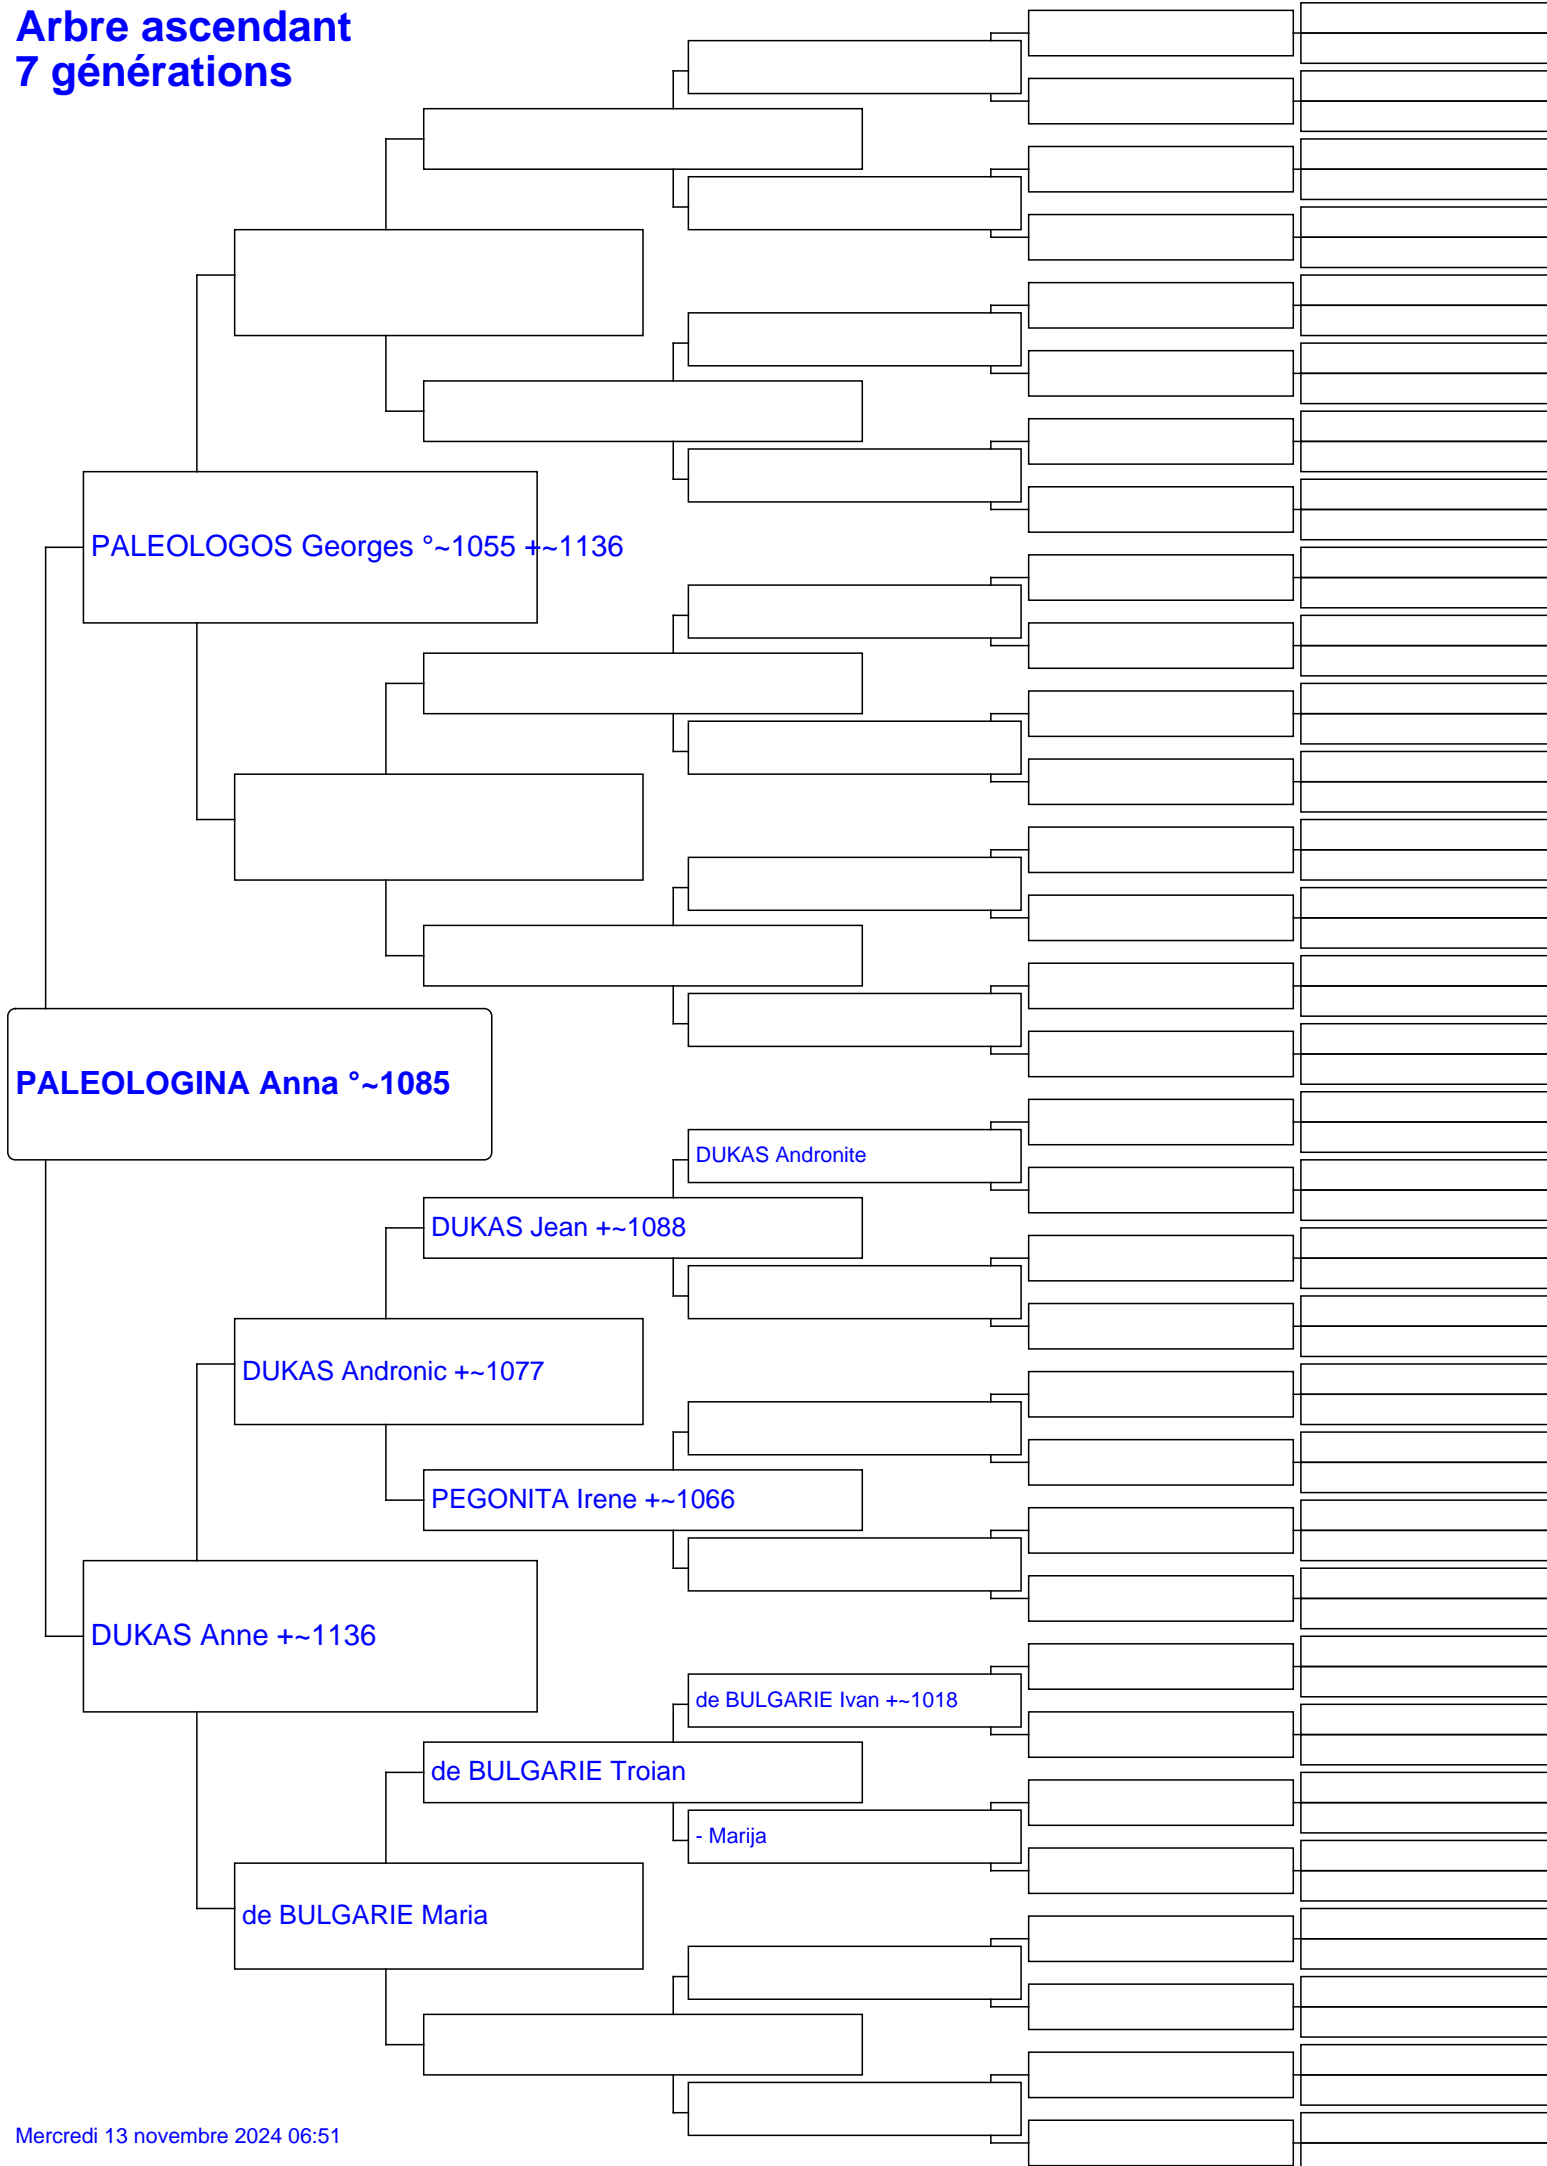 Arbre ascendant
7 générations
PALEOLOGOS Georges °~1055 +~1136
PALEOLOGINA Anna °~1085
DUKAS Andronite
DUKAS Jean +~1088
DUKAS Andronic +~1077
PEGONITA Irene +~1066
DUKAS Anne +~1136
de BULGARIE Ivan +~1018
de BULGARIE Troian
- Marija
de BULGARIE Maria
Mercredi 13 novembre 2024 06:51